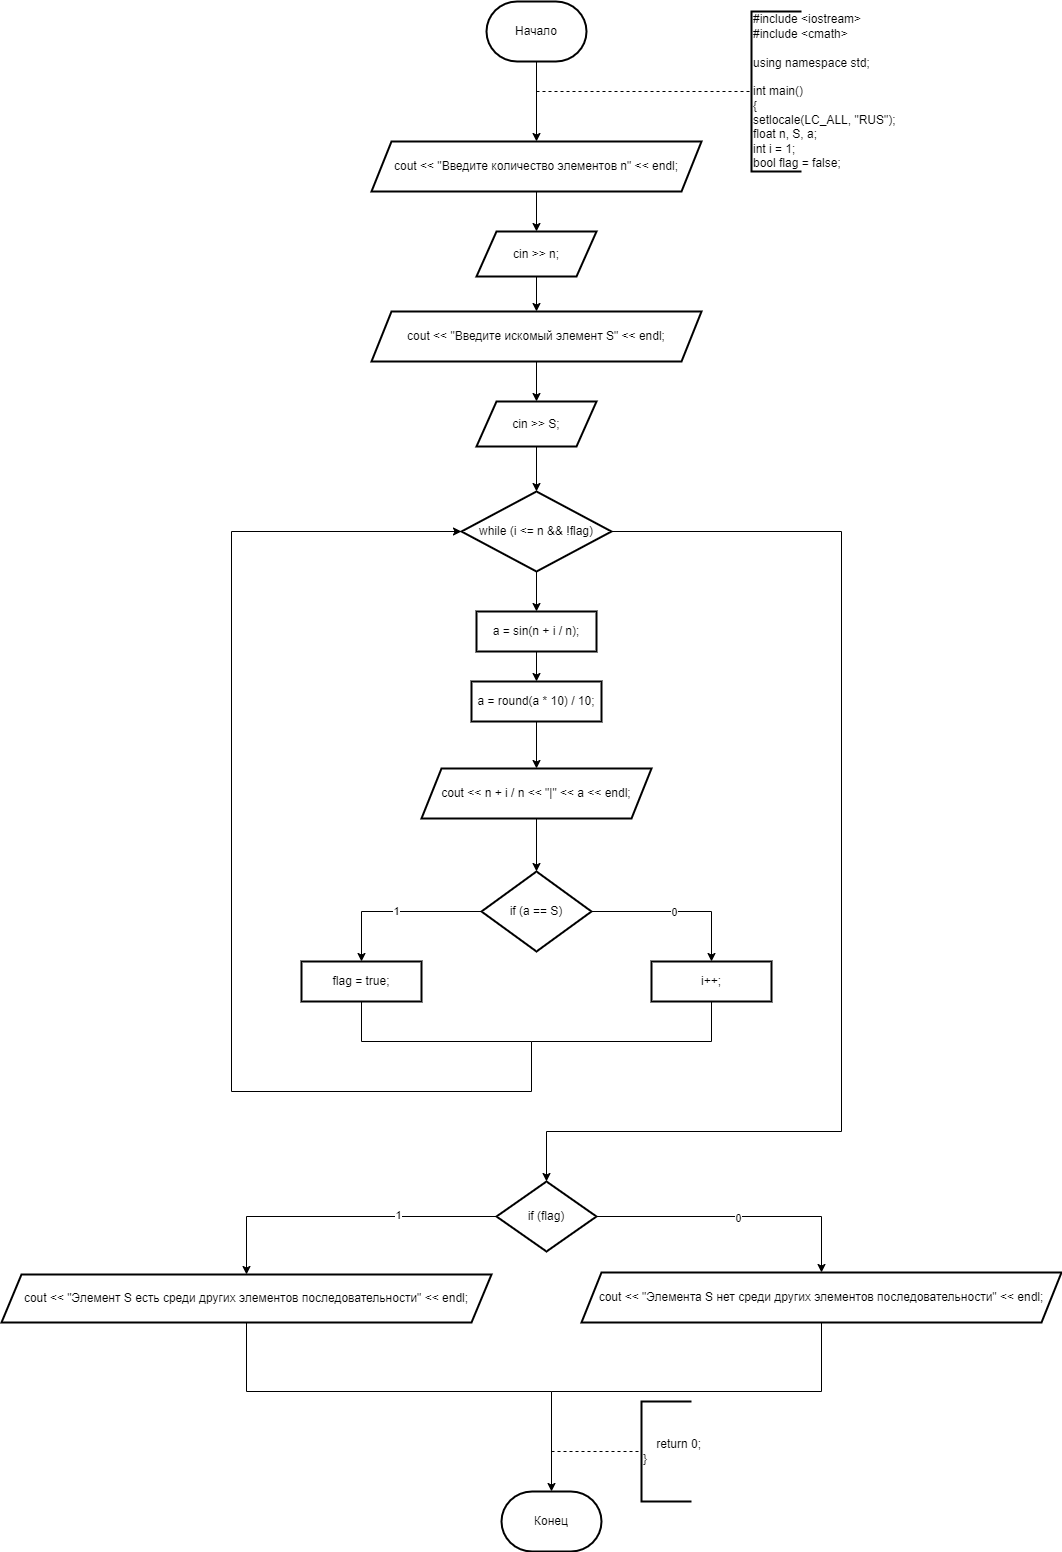 Начало
#include <iostream>
#include <cmath>
using namespace std;
int main()
{
setlocale(LC_ALL, "RUS");
float n, S, a;
int i = 1;
bool flag = false;
cout << "Введите количество элементов n" << endl;
cin >> n;
cout << "Введите искомый элемент S" << endl;
cin >> S;
while (i <= n && !flag)
a = sin(n + i / n);
a = round(a * 10) / 10;
cout << n + i / n << "|" << a << endl;
if (a == S)
1
0
flag = true;
i++;
if (flag)
1
0
cout << "Элемент S есть среди других элементов последовательности" << endl;
cout << "Элемента S нет среди других элементов последовательности" << endl;
return 0;
}
Конец